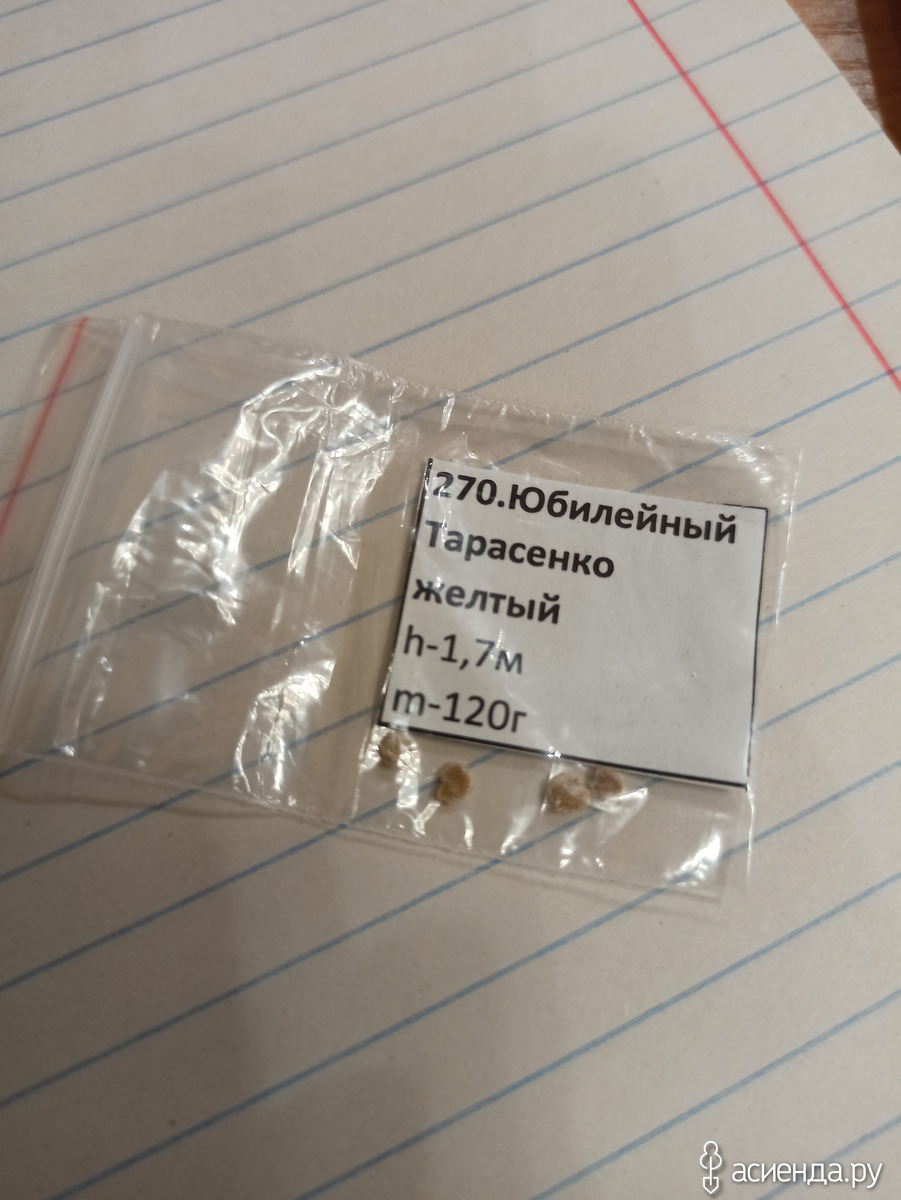 270.Юбилейный
Тарасенко
желтый
h-1,7м
m-120г
асиенда.ру